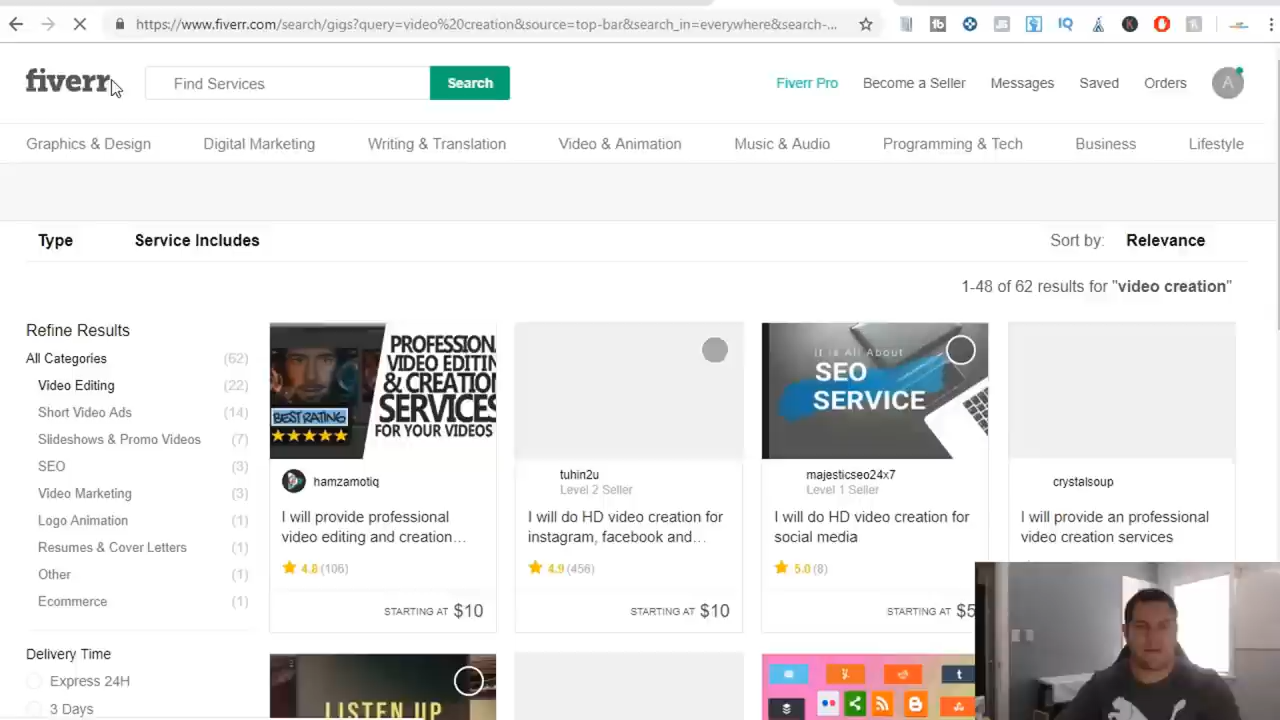 https://www.fiverr.com/search/gigs?query=video%20creation&source=top-bar&search_in=everywhere&search-...
fiverr
Find Services
Search
Fiverr Pro
Become a Seller
Messages
Saved
Orders
A
Graphics & Design
Digital Marketing
Writing & Translation
Video & Animation
Music & Audio
Programming & Tech
Business
Lifestyle
Type
Service Includes
Sort by:
Relevance
1-48 of 62 results for "video creation"
Refine Results
All Categories (62)
Video Editing (22)
Short Video Ads (14)
Slideshows & Promo Videos (7)
SEO (3)
Video Marketing (3)
Logo Animation (1)
Resumes & Cover Letters (1)
Other (1)
Ecommerce (1)
Delivery Time
Express 24H
3 Days
PROFESSION
VIDEO EDITIN
& CREATION
SERVICES
FOR YOUR VIDEOS
BEST RATING
hamzamotiq
I will provide professional
video editing and creation...
4.8 (106)
STARTING AT $10
tuhin2u
Level 2 Seller
I will do HD video creation for
instagram, facebook and...
4.9 (456)
STARTING AT $10
It Is All About
SEO
SERVICE
majesticseo24x7
Level 1 Seller
I will do HD video creation for
social media
5.0 (8)
STARTING AT $5
crystalsoup
I will provide an professional
video creation services
LISTEN UP